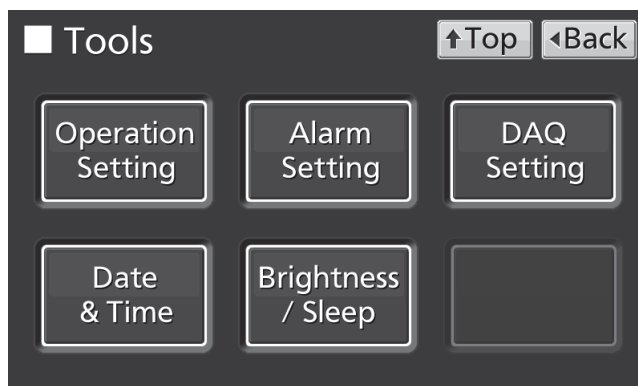 Tools
Top
Back
Operation
Setting
Alarm
Setting
DAQ
Setting
Date
& Time
Brightness
/ Sleep